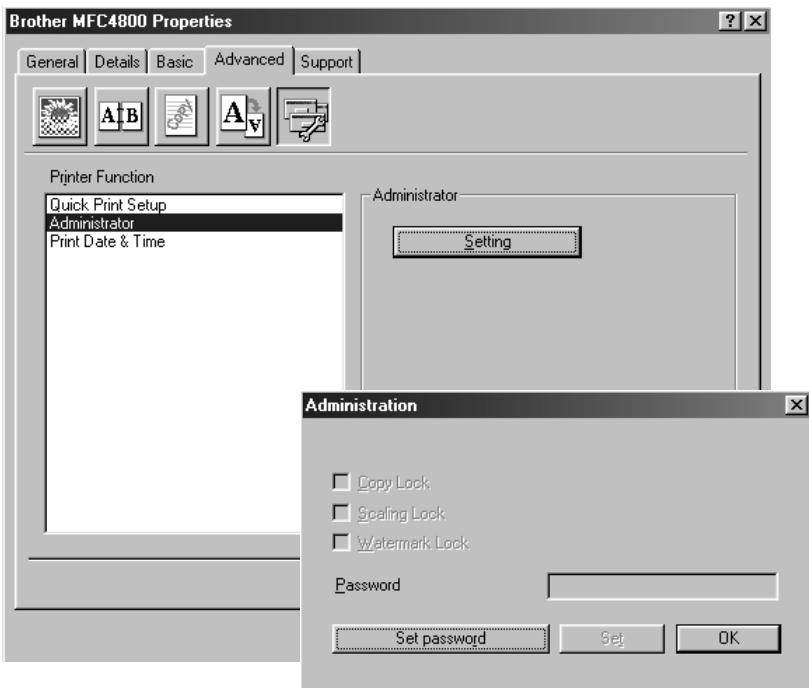 Brother MFC4800 Properties
General Details Basic Advanced Support
A B
COPY
A A
Printer Function
Quick Print Setup
Administrator
Print Date & Time
Administrator
Setting
Administration
Copy Lock
Scaling Lock
Watermark Lock
Password
Set password Set OK